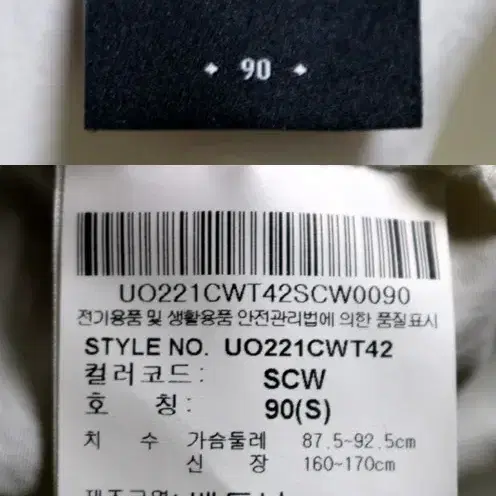 90
UO221CWT42SCW0090
전기용품 및 생활용품 안전관리법에 의한 품질표시
STYLE NO. UO221CWT42
컬러코드: SCW
호 칭: 90(S)
치 수 가슴둘레 87.5~92.5cm
신 장 160~170cm